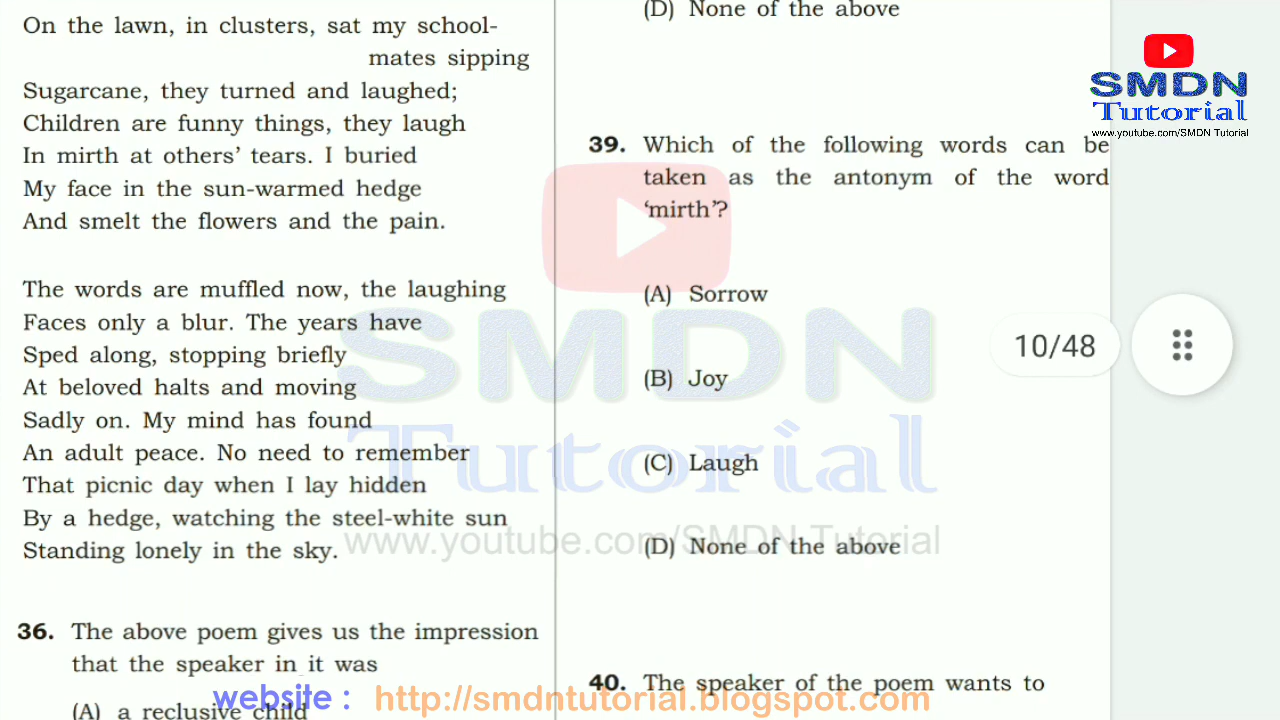 On the lawn, in clusters, sat my school-
mates sipping
Sugarcane, they turned and laughed;
Children are funny things, they laugh
In mirth at others’ tears. I buried
My face in the sun-warmed hedge
And smelt the flowers and the pain.
The words are muffled now, the laughing
Faces only a blur. The years have
Sped along, stopping briefly
At beloved halts and moving
Sadly on. My mind has found
An adult peace. No need to remember
That picnic day when I lay hidden
By a hedge, watching the steel-white sun
Standing lonely in the sky.
36. The above poem gives us the impression
that the speaker in it was
(A) a reclusive child
(D) None of the above
39. Which of the following words can be
taken as the antonym of the word
‘mirth’?
(A) Sorrow
(B) Joy
(C) Laugh
(D) None of the above
40. The speaker of the poem wants to
SMDN
Tutorial
www.youtube.com/SMDN Tutorial
10/48
SMDN
Tutorial
www.youtube.com/SMDN Tutorial
website : http://smdntutorial.blogspot.com